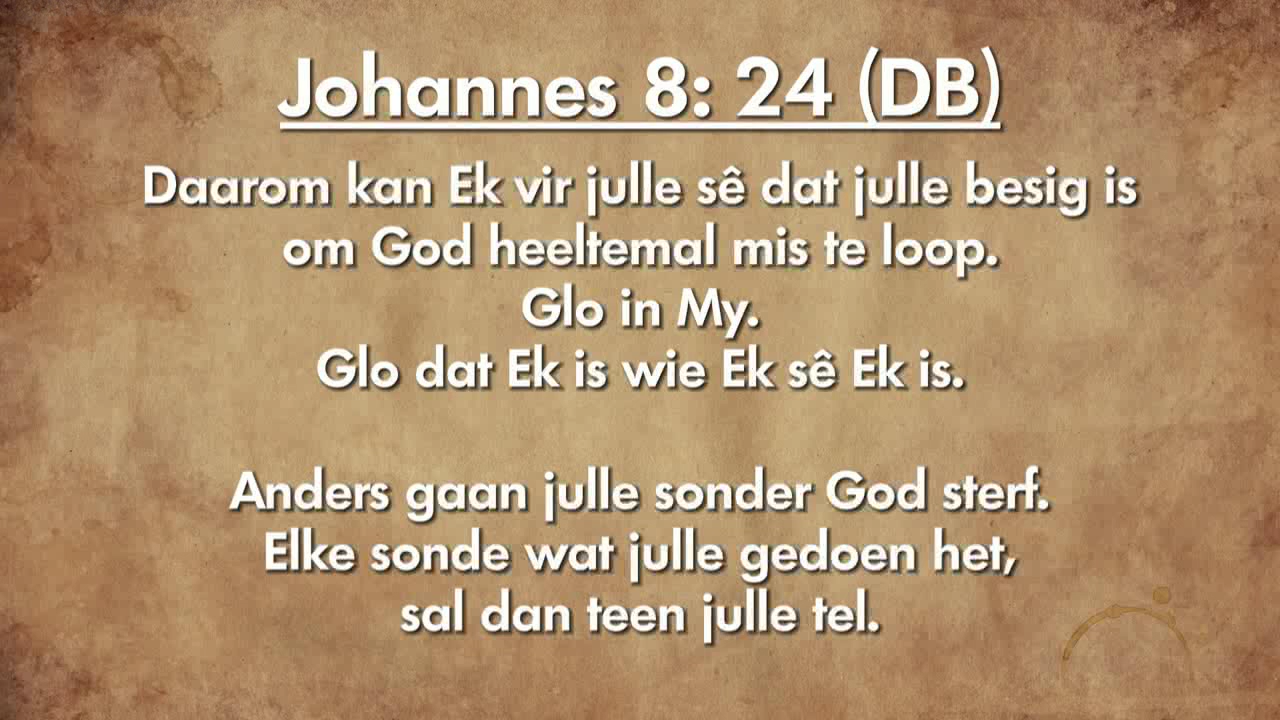 Johannes 8: 24 (DB)
Daarom kan Ek vir julle sê dat julle besig is
om God heeltemal mis te loop.
Glo in My.
Glo dat Ek is wie Ek sê Ek is.
Anders gaan julle sonder God sterf.
Elke sonde wat julle gedoen het,
sal dan teen julle tel.